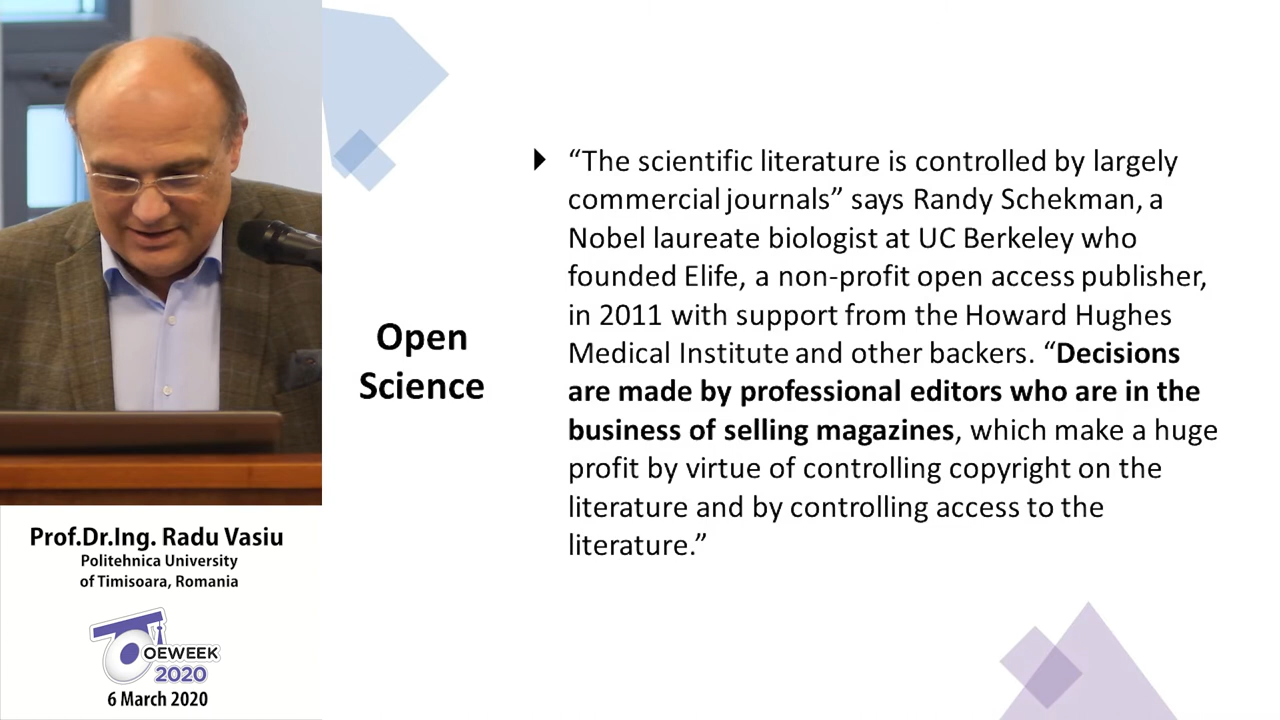 “The scientific literature is controlled by largely
commercial journals” says Randy Schekman, a
Nobel laureate biologist at UC Berkeley who
founded Elife, a non-profit open access publisher,
in 2011 with support from the Howard Hughes
Medical Institute and other backers. “Decisions
are made by professional editors who are in the
business of selling magazines, which make a huge
profit by virtue of controlling copyright on the
literature and by controlling access to the
literature.”
Open
Science
Prof.Dr.Ing. Radu Vasiu
Politehnica University
of Timisoara, Romania
OEWEEK
2020
6 March 2020